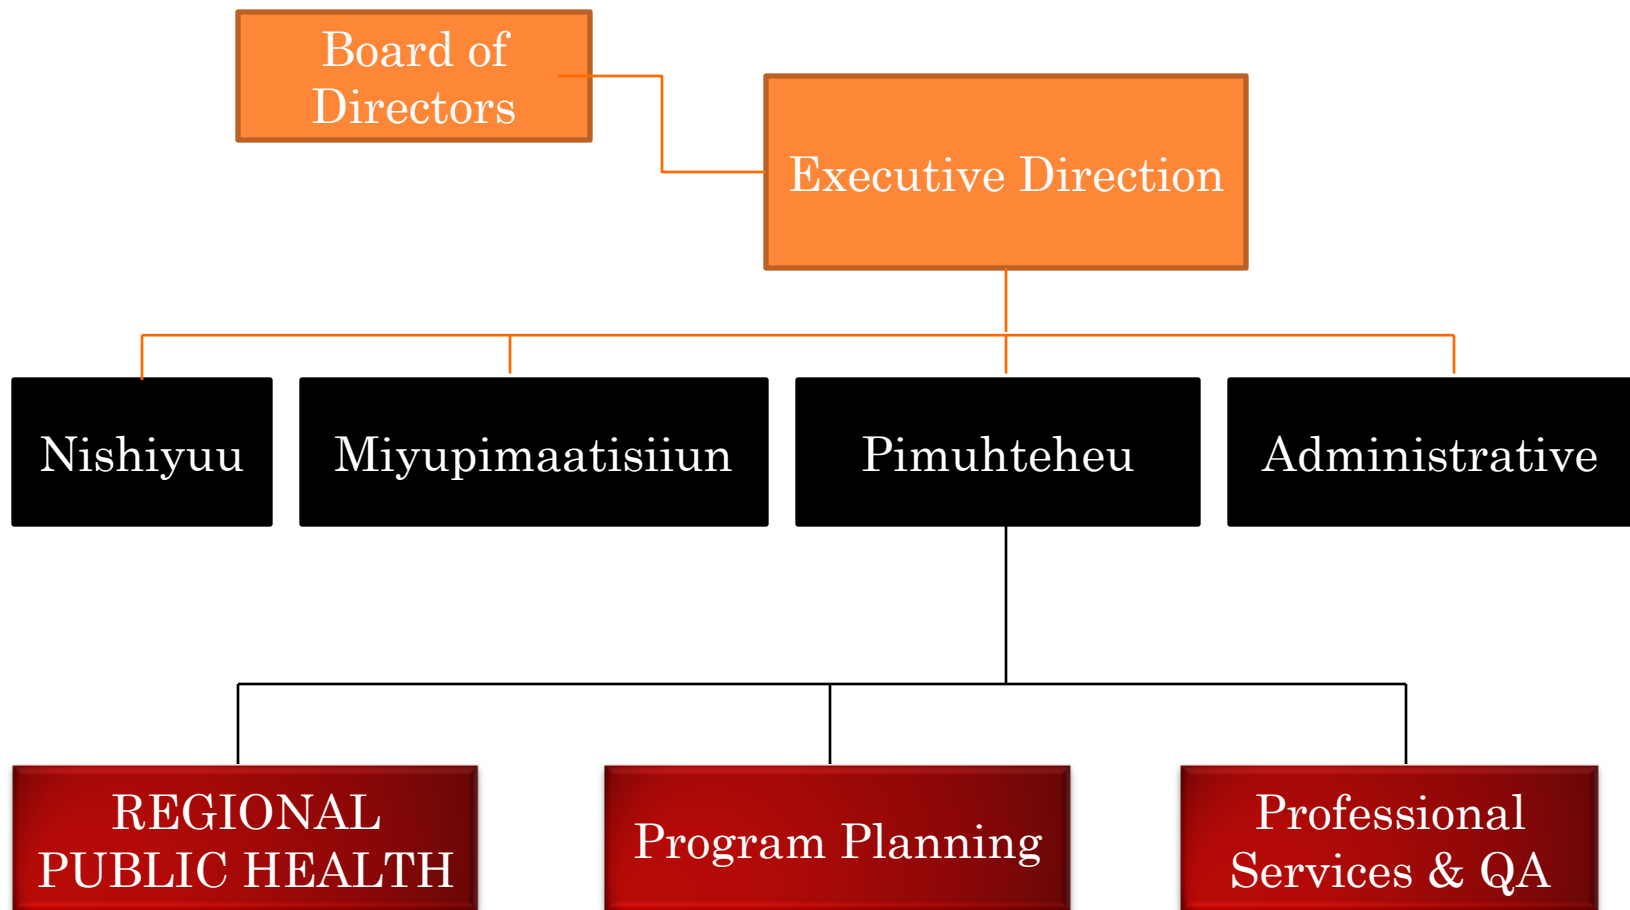 Board of
Directors
Executive Direction
Nishiyuu
Miyupimaatisiiun
Pimuhteheu
Administrative
REGIONAL
PUBLIC HEALTH
Program Planning
Professional
Services & QA